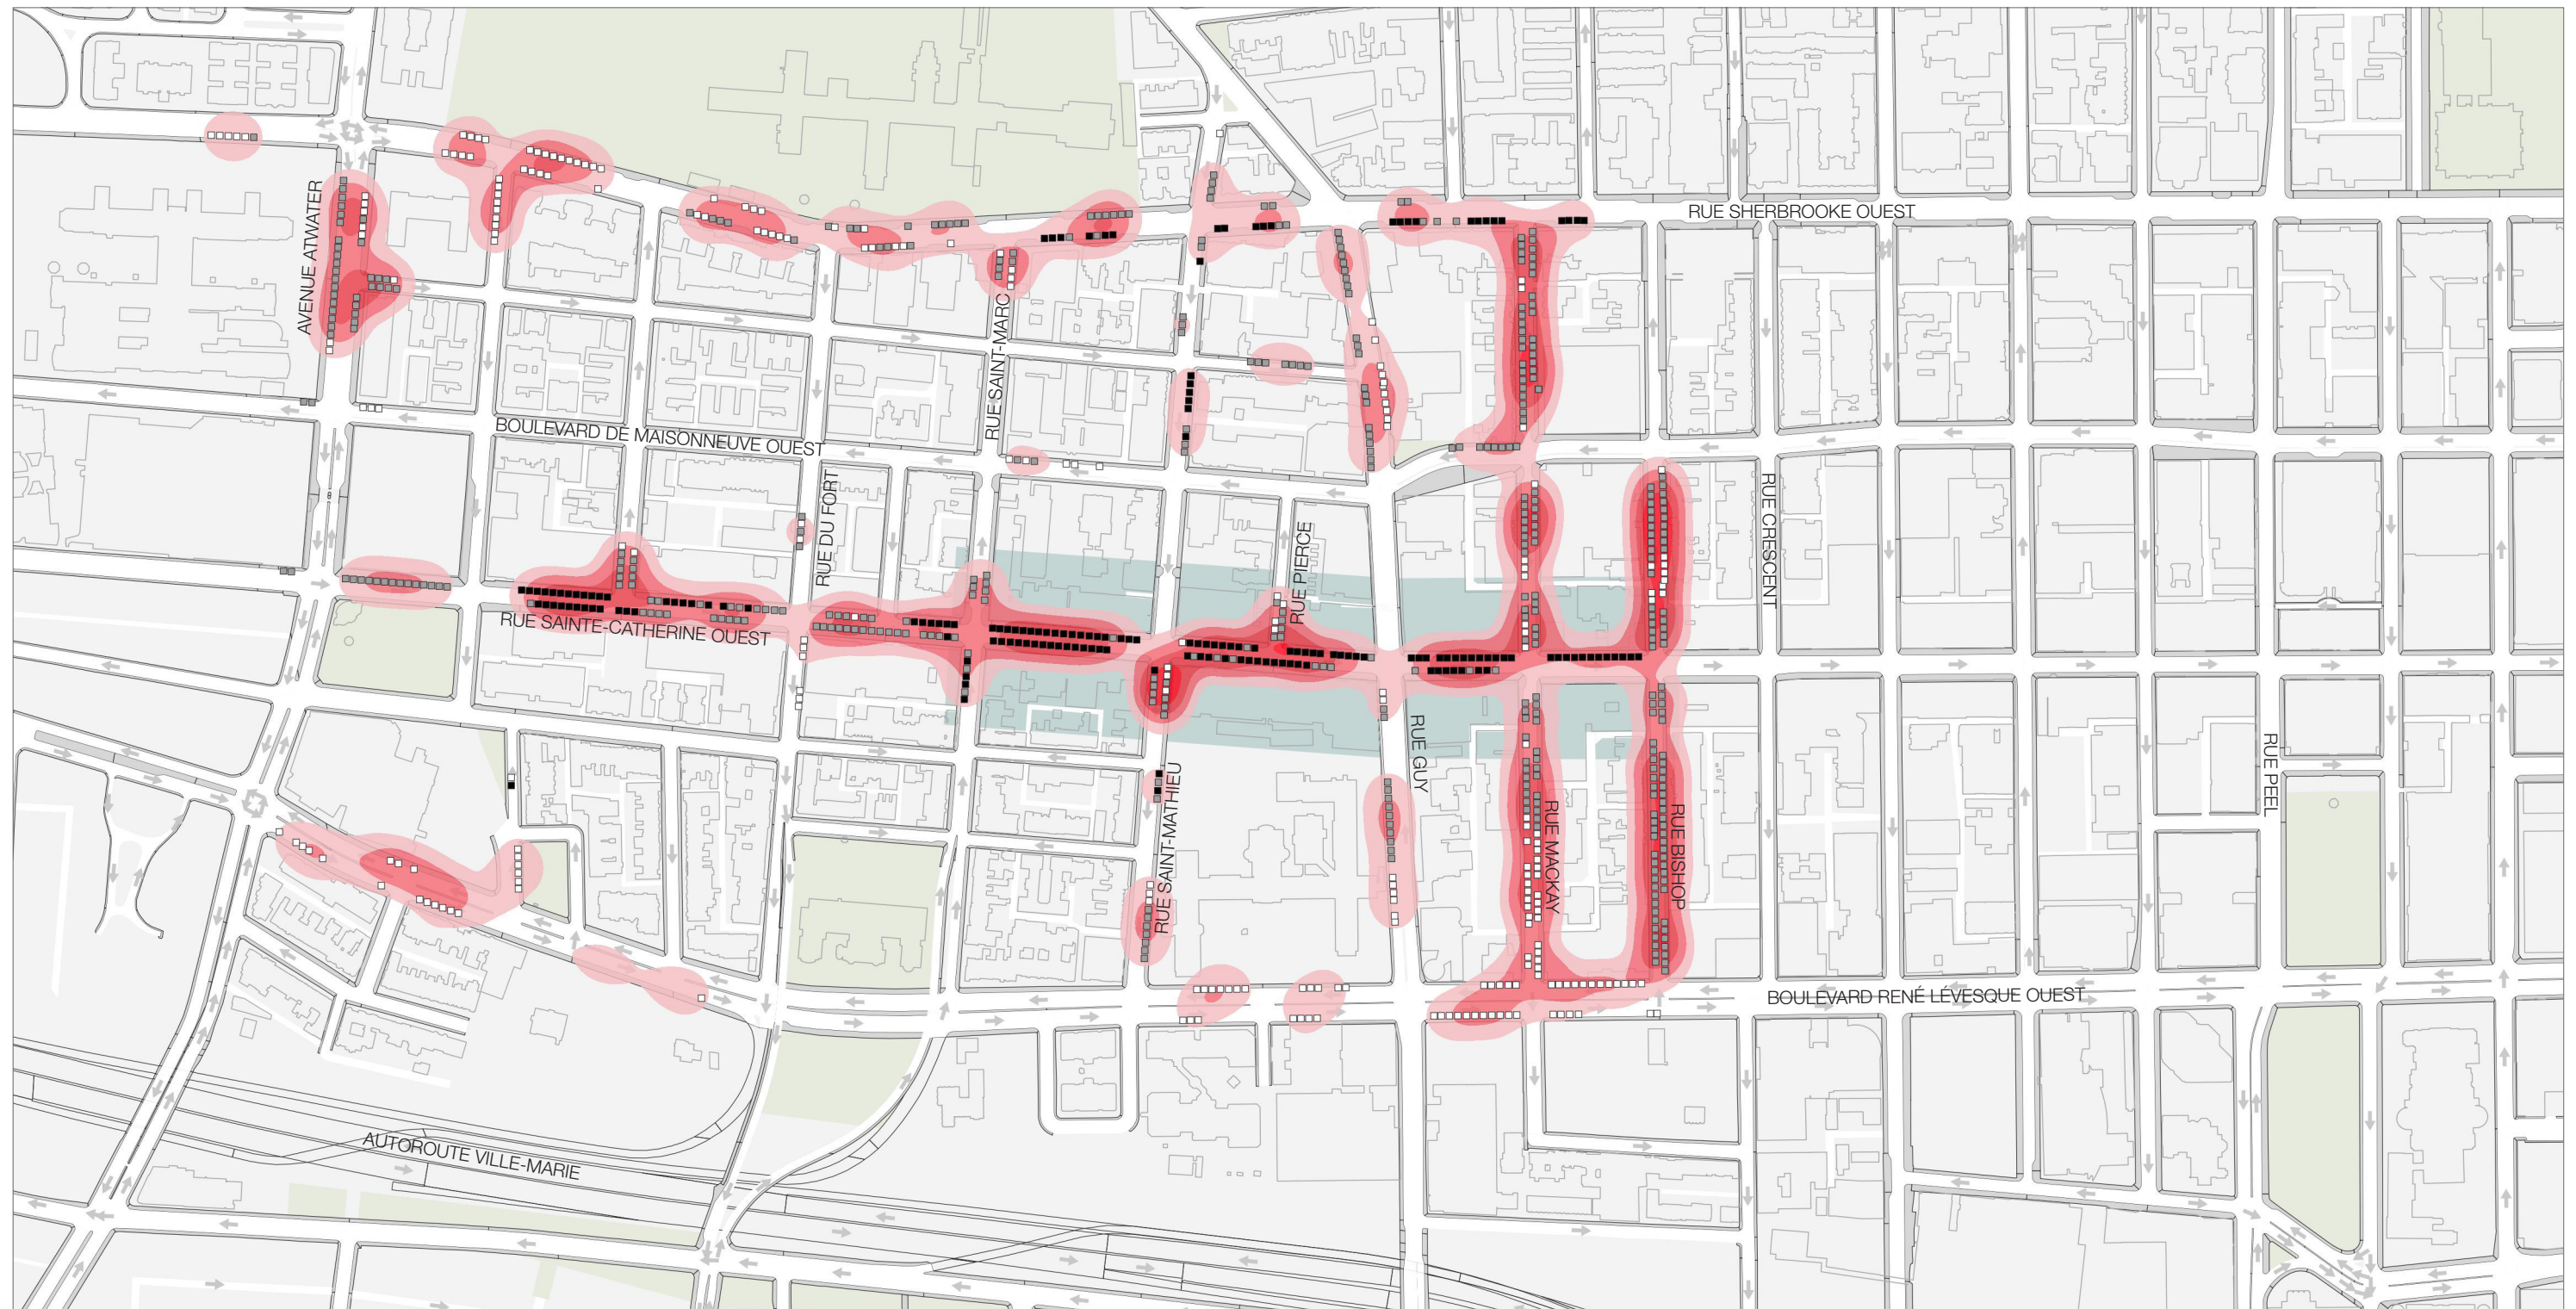 RUE SHERBROOKE OUEST
AVENUE ATWATER
RUE SAINT-MARC
BOULEVARD DE MAISONNEUVE OUEST
RUE DU FORT
RUE CRESCENT
RUE PIERCE
RUE SAINTE-CATHERINE OUEST
RUE GUY
RUE PEEL
RUE SAINT-MATHIEU
RUE MACKAY
RUE BISHOP
BOULEVARD RENÉ LÉVESQUE OUEST
AUTOROUTE VILLE-MARIE